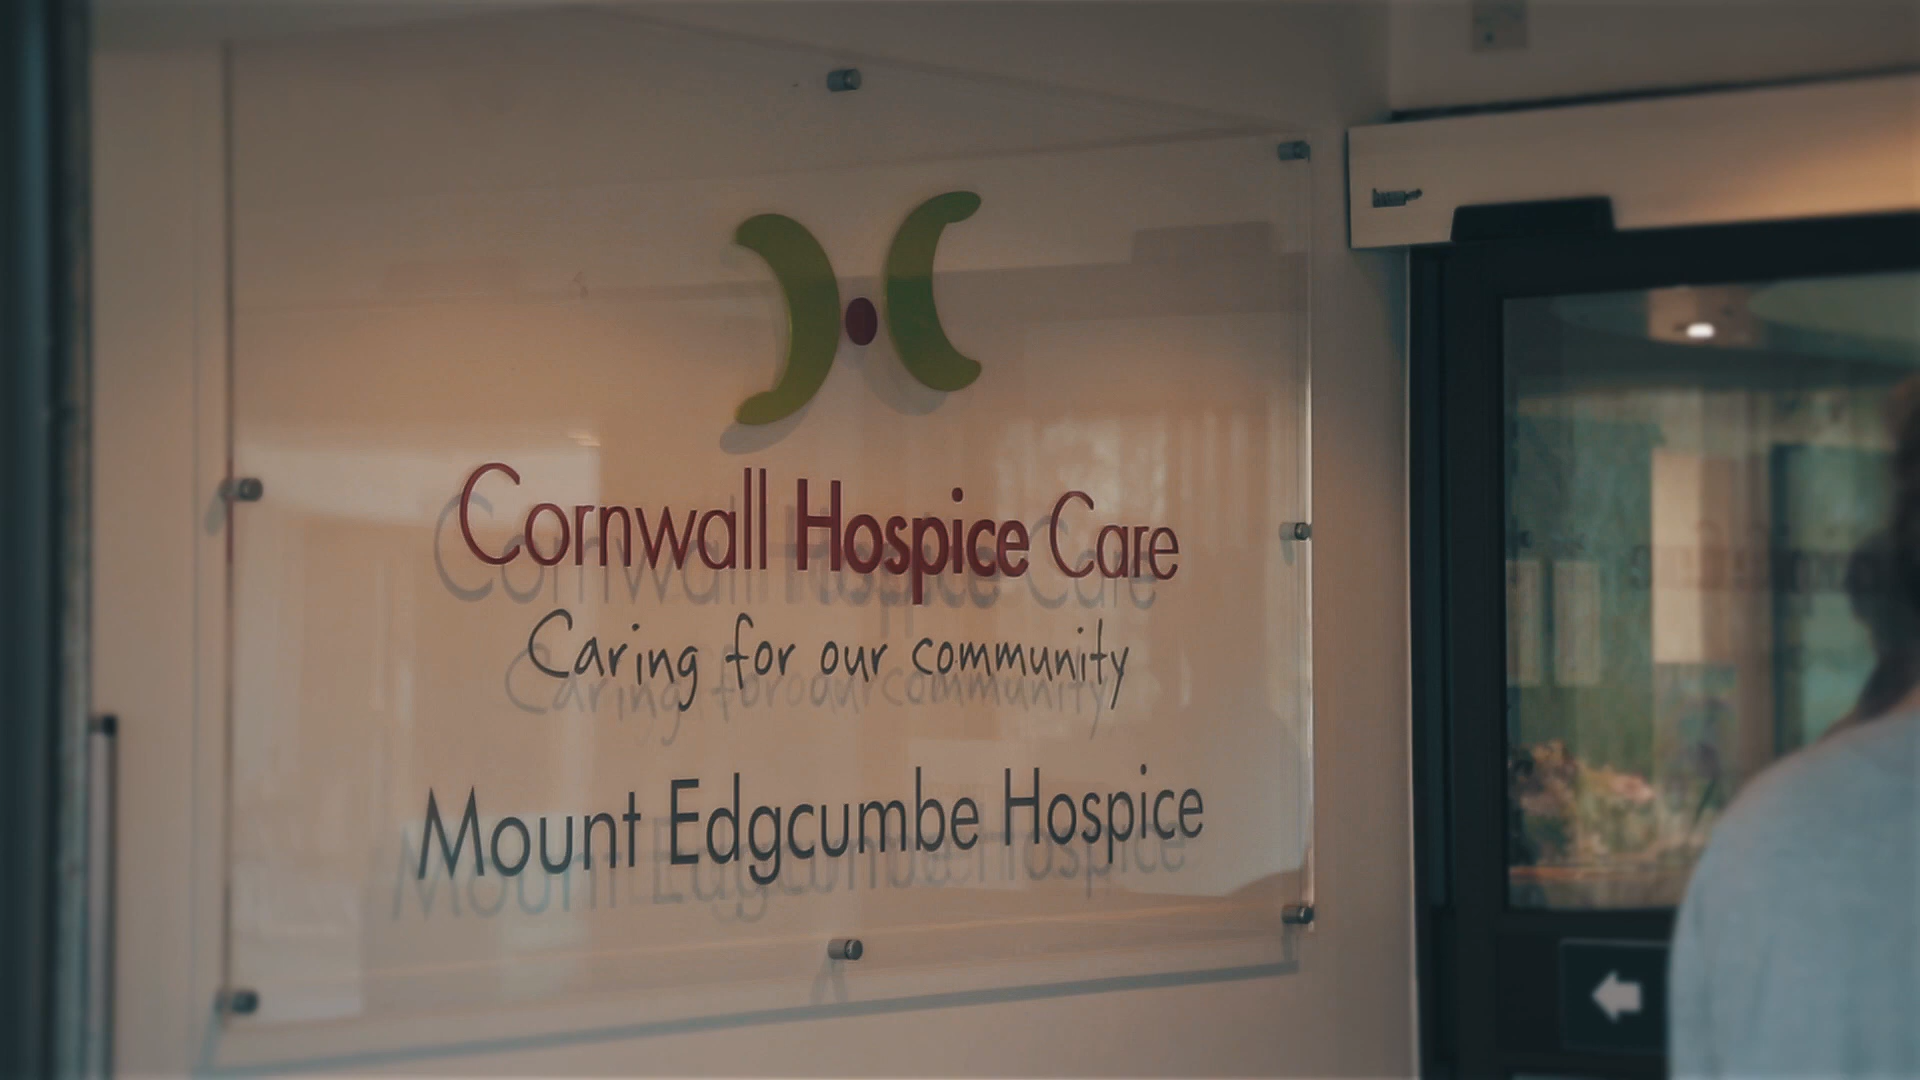 Cornwall Hospice Care
Caring for our community
Mount Edgcumbe Hospice